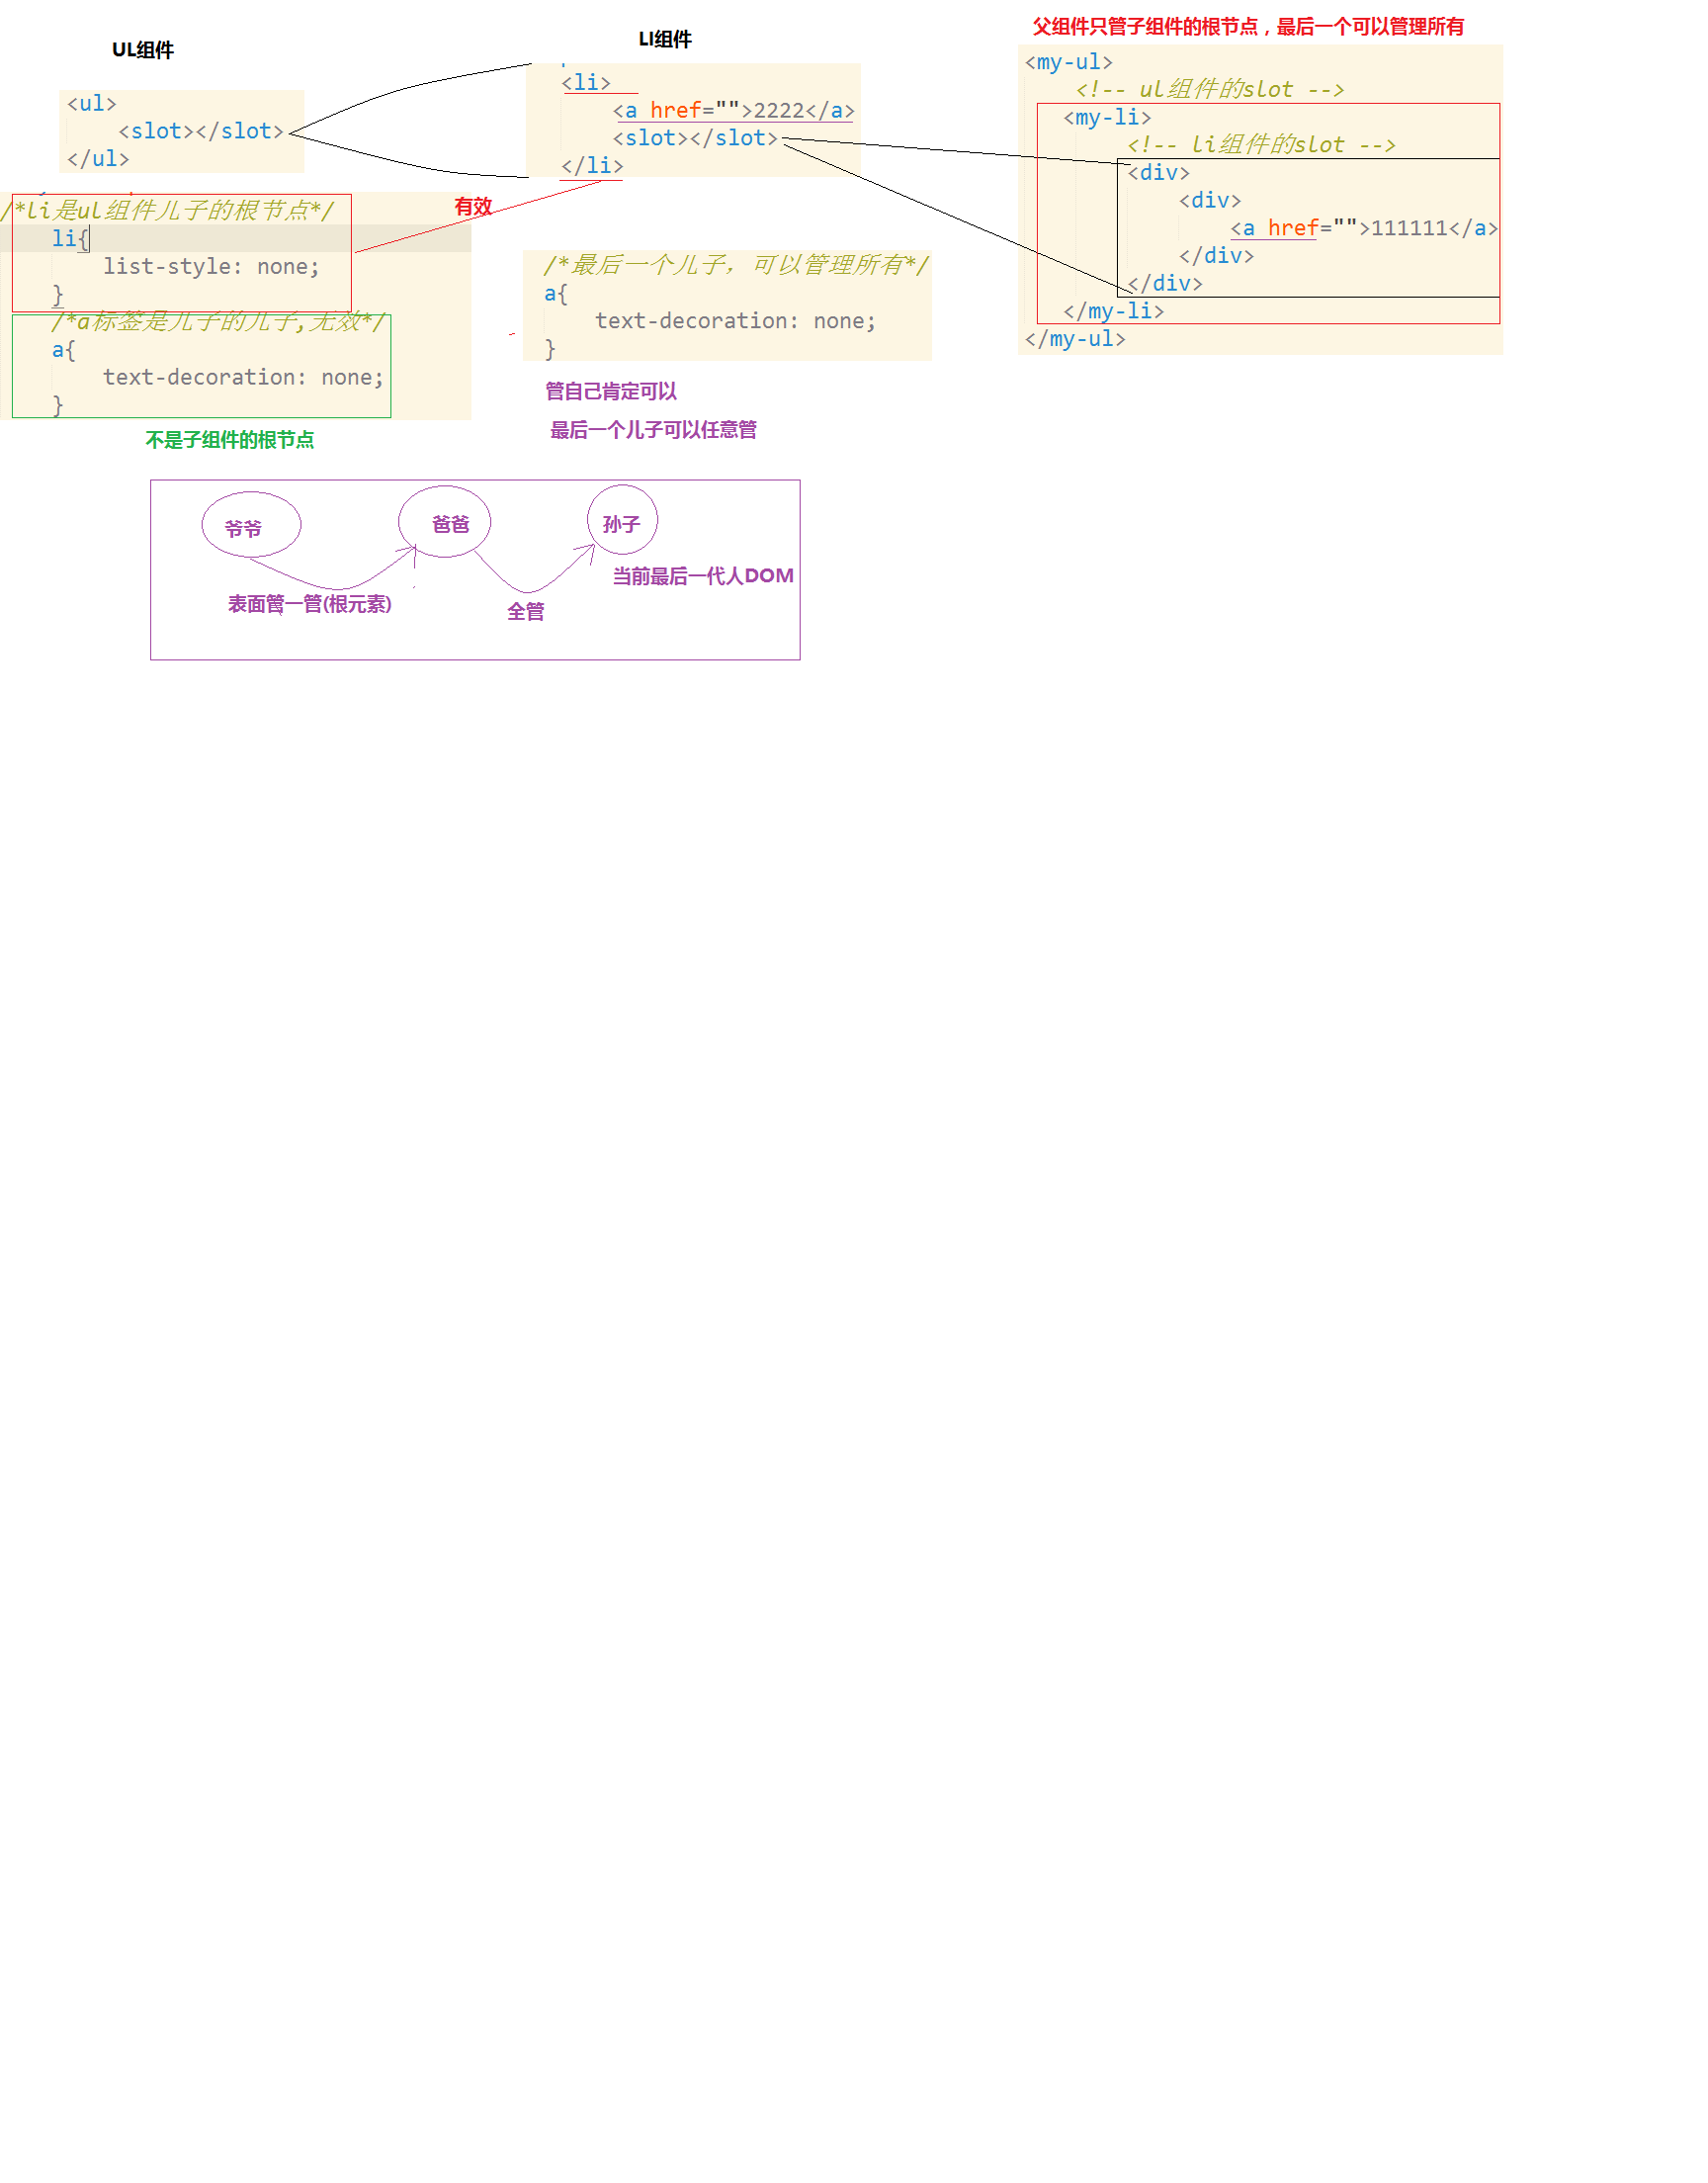 UL组件
<ul>
<slot></slot>
</ul>
/*li是ul组件儿子的根节点*/
li{
list-style: none;
}
/*a标签是儿子的儿子,无效*/
a{
text-decoration: none;
}
不是子组件的根节点
有效
LI组件
<li>
<a href="">2222</a>
<slot></slot>
</li>
/*最后一个儿子，可以管理所有*/
a{
text-decoration: none;
}
管自己肯定可以
最后一个儿子可以任意管
父组件只管子组件的根节点，最后一个可以管理所有
<my-ul>
<!-- ul组件的slot -->
<my-li>
<!-- li组件的slot -->
<div>
<div>
<a href="">111111</a>
</div>
</div>
</my-li>
</my-ul>
爷爷
爸爸
孙子
表面管一管(根元素)
全管
当前最后一代人DOM